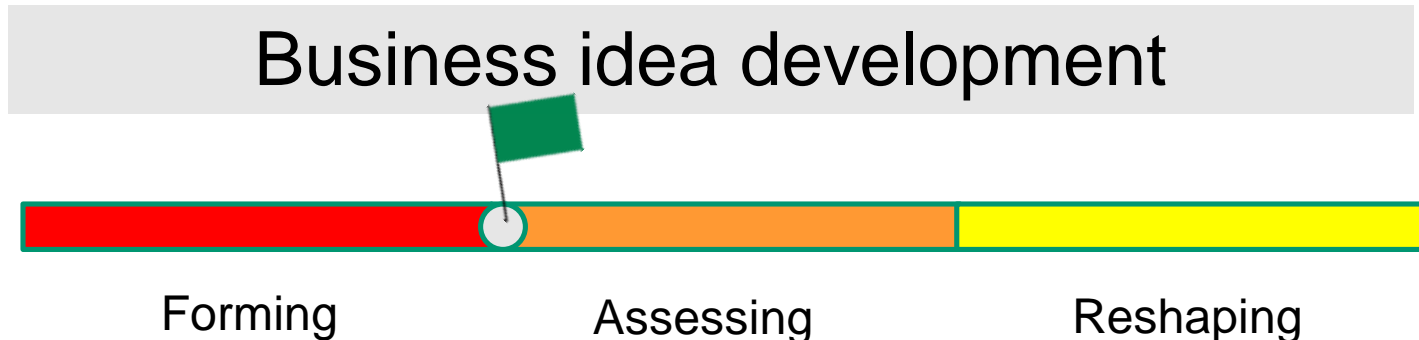 Business idea development
Forming
Assessing
Reshaping